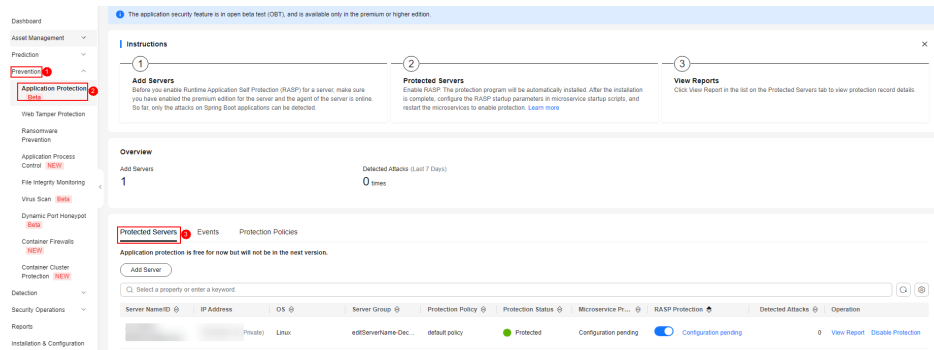 The application security feature is in open beta test (OBT), and is available only in the premium or higher edition.
Dashboard
Asset Management
Prediction
Prevention 1
Application Protection 2
Beta
Web Tamper Protection
Ransomware
Prevention
Application Process
Control NEW
File Integrity Monitoring
Virus Scan Beta
Dynamic Port Honeypot
Beta
Container Firewalls
NEW
Container Cluster
Protection NEW
Detection
Security Operations
Reports
Installation & Configuration
Instructions
1
Add Servers
Before you enable Runtime Application Self Protection (RASP) for a server, make sure
you have enabled the premium edition for the server and the agent of the server is online.
So far, only the attacks on Spring Boot applications can be detected.
2
Protected Servers
Enable RASP. The protection program will be automatically installed. After the installation
is complete, configure the RASP startup parameters in microservice startup scripts, and
restart the microservices to enable protection. Learn more
3
View Reports
Click View Report in the list on the Protected Servers tab to view protection record details.
Overview
Add Servers
1
Detected Attacks (Last 7 Days)
0 times
Protected Servers 3 Events Protection Policies
Application protection is free for now but will not be in the next version.
Add Server
Select a property or enter a keyword.
Server Name/ID IP Address OS Server Group Protection Policy Protection Status Microservice Pr... RASP Protection Detected Attacks Operation
Private) Linux editServerName-Dec... default policy Protected Configuration pending Configuration pending 0 View Report Disable Protection